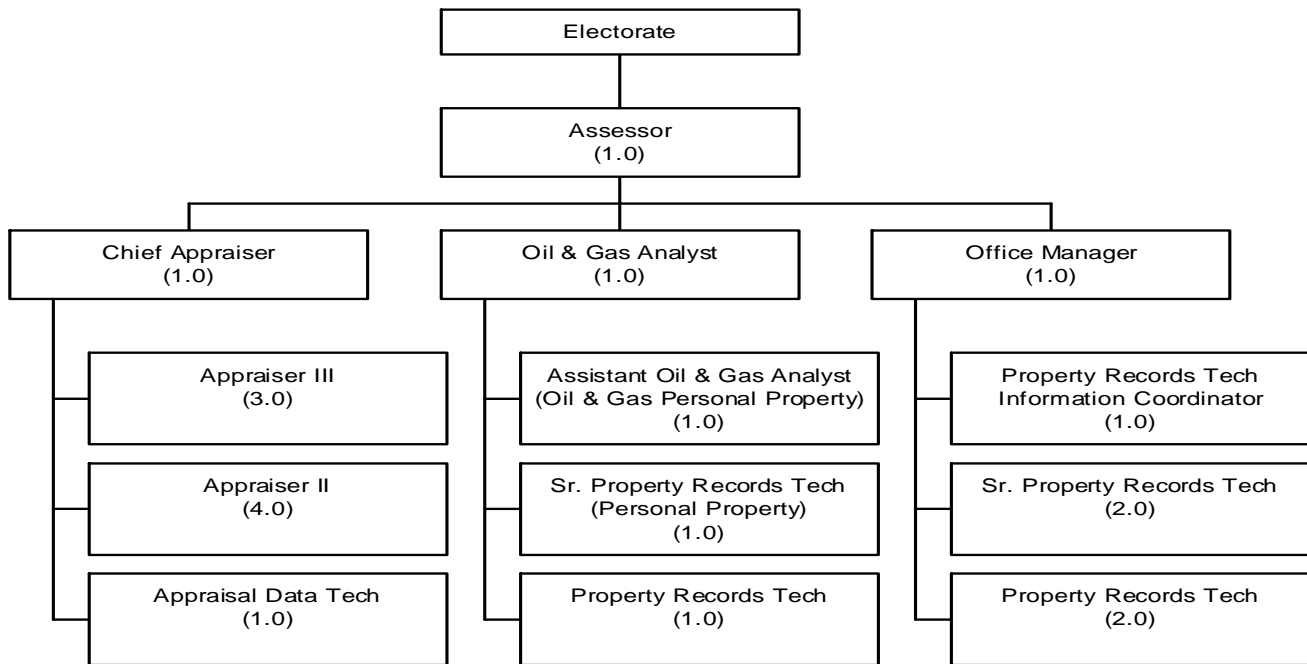 Electorate
Assessor
(1.0)
Chief Appraiser
(1.0)
Oil & Gas Analyst
(1.0)
Office Manager
(1.0)
Appraiser III
(3.0)
Assistant Oil & Gas Analyst
(Oil & Gas Personal Property)
(1.0)
Property Records Tech
Information Coordinator
(1.0)
Appraiser II
(4.0)
Sr. Property Records Tech
(Personal Property)
(1.0)
Sr. Property Records Tech
(2.0)
Appraisal Data Tech
(1.0)
Property Records Tech
(1.0)
Property Records Tech
(2.0)